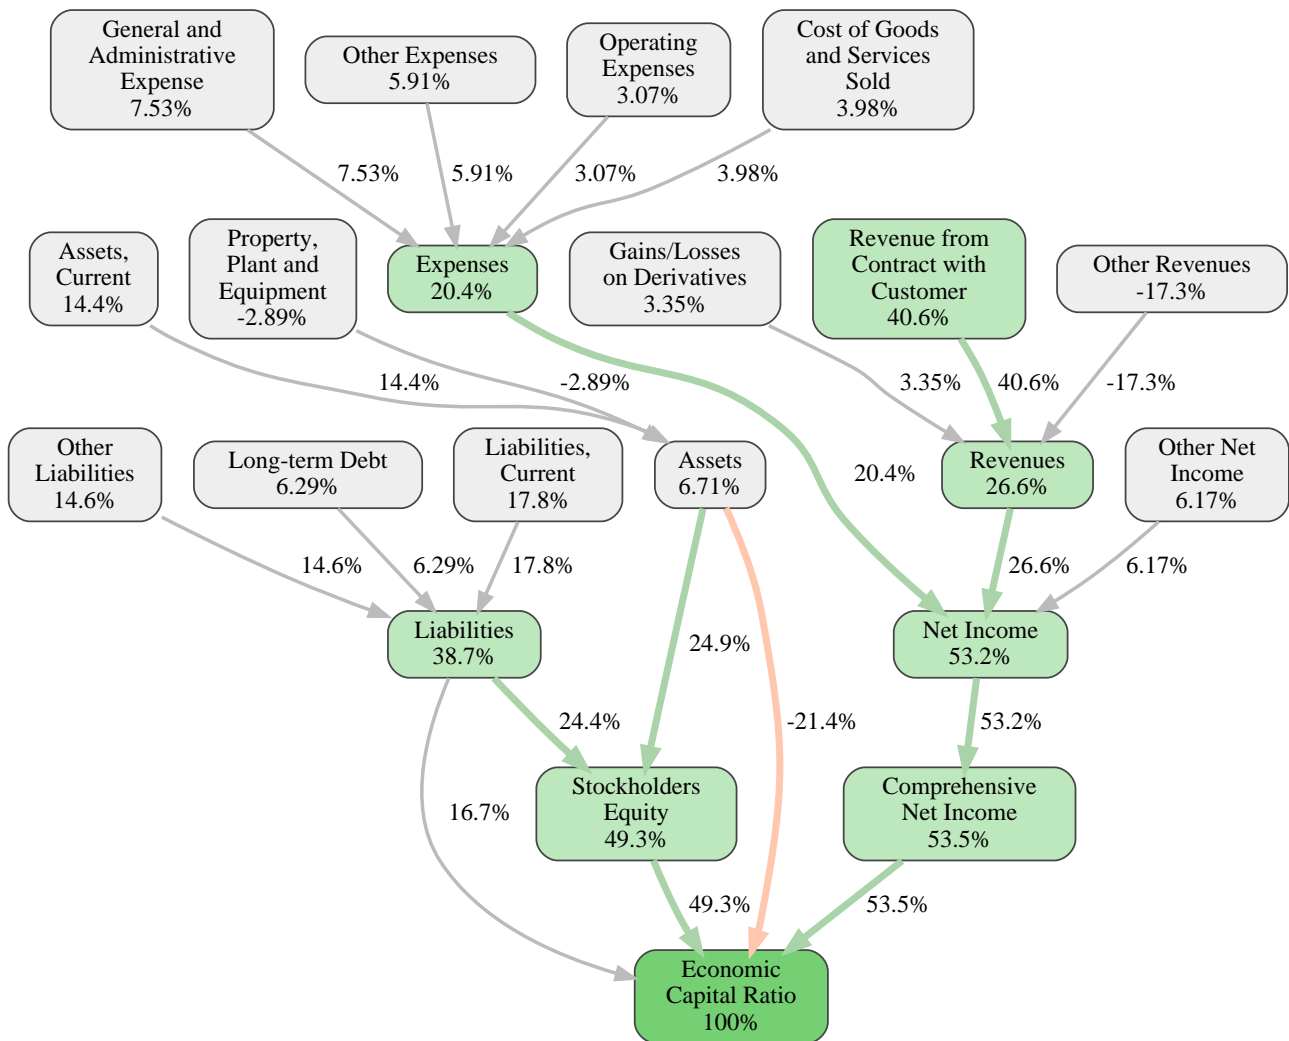 General and
Administrative
Expense
7.53%
Other Expenses
5.91%
Operating
Expenses
3.07%
Cost of Goods
and Services
Sold
3.98%
7.53%
5.91%
3.07%
3.98%
Assets,
Current
14.4%
Property,
Plant and
Equipment
-2.89%
Expenses
20.4%
Gains/Losses
on Derivatives
3.35%
Revenue from
Contract with
Customer
40.6%
Other Revenues
-17.3%
14.4%
-2.89%
3.35%
40.6%
-17.3%
Other
Liabilities
14.6%
Long-term Debt
6.29%
Liabilities,
Current
17.8%
Assets
6.71%
20.4%
Revenues
26.6%
Other Net
Income
6.17%
14.6%
6.29%
17.8%
26.6%
6.17%
Liabilities
38.7%
24.9%
Net Income
53.2%
24.4%
-21.4%
53.2%
16.7%
Stockholders
Equity
49.3%
Comprehensive
Net Income
53.5%
49.3%
53.5%
Economic
Capital Ratio
100%